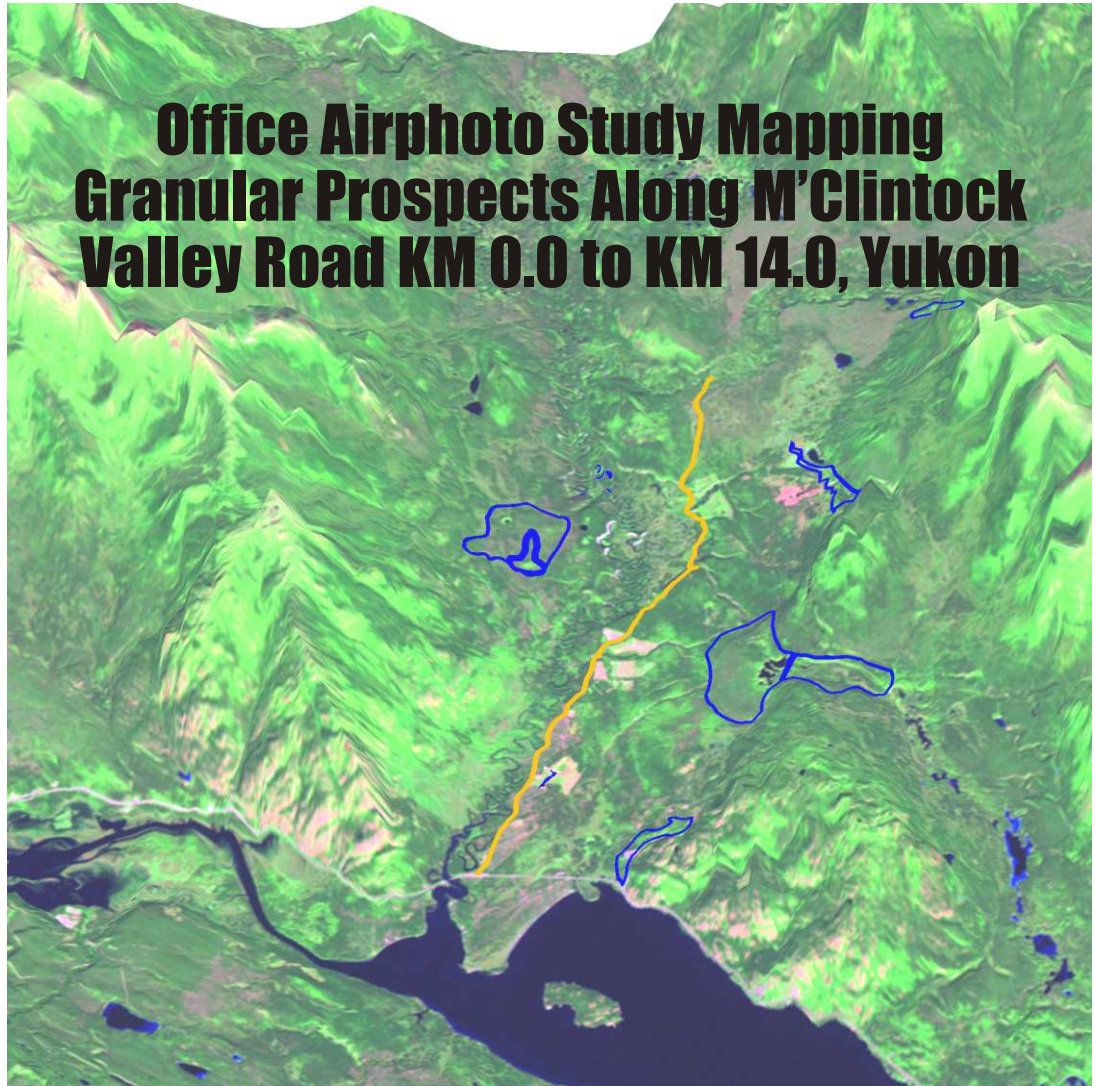 Office Airphoto Study Mapping
Granular Prospects Along M’Clintock
Valley Road KM 0.0 to KM 14.0, Yukon